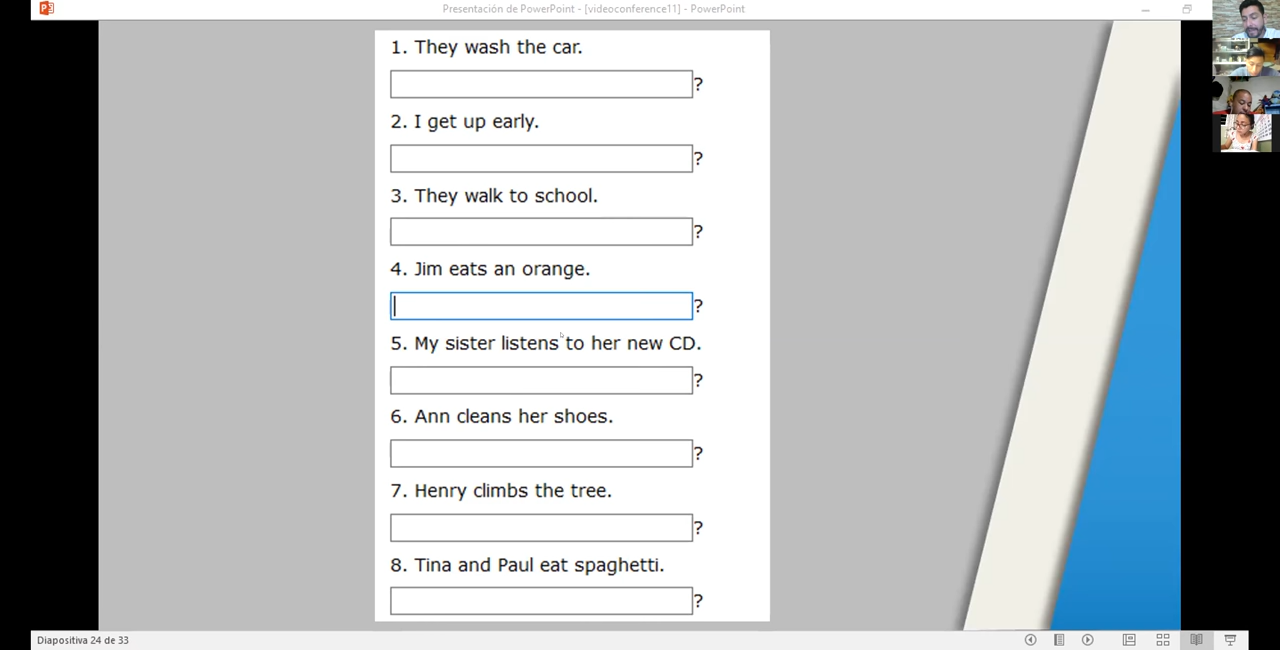 Presentación de PowerPoint - [videoconference11] - PowerPoint
1. They wash the car.
?
2. I get up early.
?
3. They walk to school.
?
4. Jim eats an orange.
?
5. My sister listens to her new CD.
?
6. Ann cleans her shoes.
?
7. Henry climbs the tree.
?
8. Tina and Paul eat spaghetti.
?
Diapositiva 24 de 33